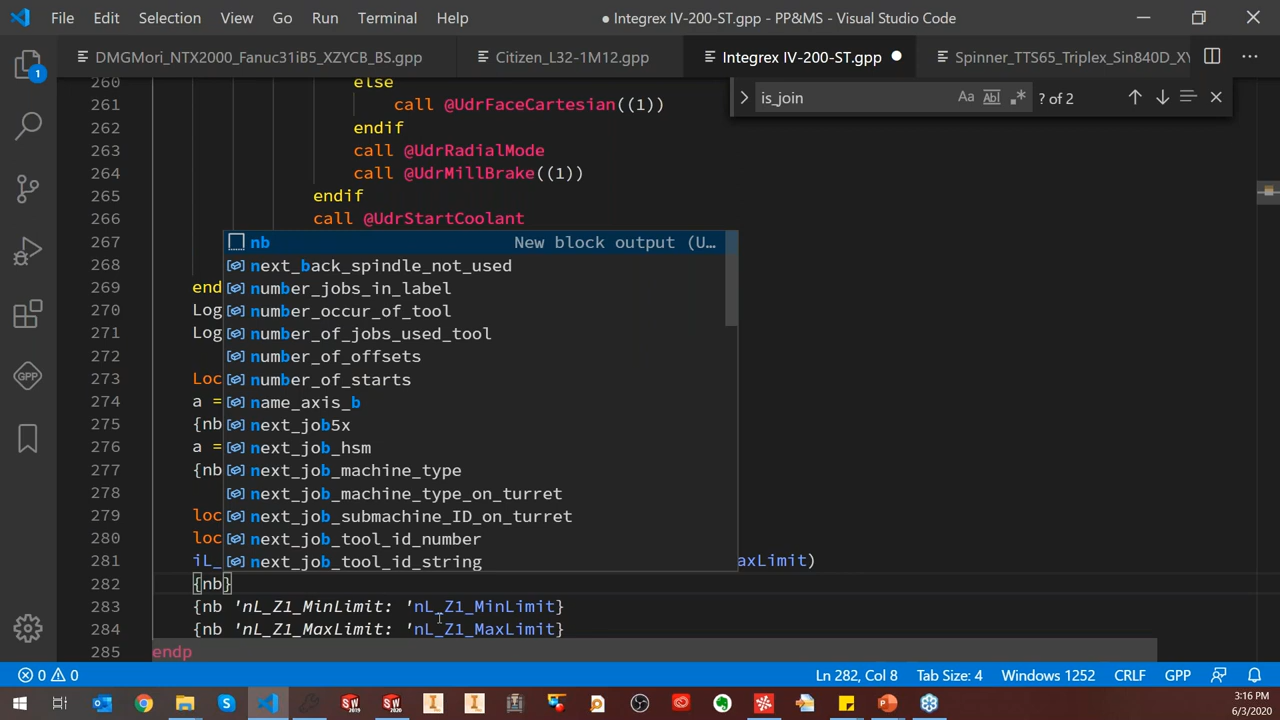 File Edit Selection View Go Run Terminal Help ● Integrex IV-200-ST.gpp - PP&MS - Visual Studio Code
DMGMori_NTX2000_Fanuc31iB5_XZYCB_BS.gpp Citizen_L32-1M12.gpp Integrex IV-200-ST.gpp ● Spinner_TTS65_Triplex_Sin840D_XY
is_join Aa Abl .* ? of 2
1
260 else
261 call @UdrFaceCartesian((1))
262 endif
263 call @UdrRadialMode
264 call @UdrMillBrake((1))
265 endif
266 call @UdrStartCoolant
267 nb New block output (U...
268 next_back_spindle_not_used
269 end number_jobs_in_label
270 Log number_occur_of_tool
271 Log number_of_jobs_used_tool
272 number_of_offsets
273 Loc number_of_starts
274 a = name_axis_b
275 {nb next_job5x
276 a = next_job_hsm
277 {nb next_job_machine_type
278 next_job_machine_type_on_turret
279 loc next_job_submachine_ID_on_turret
280 loc next_job_tool_id_number
281 iL_ next_job_tool_id_string axLimit)
282 {nb}
283 {nb 'nL_Z1_MinLimit: 'nL_Z1_MinLimit}
284 {nb 'nL_Z1_MaxLimit: 'nL_Z1_MaxLimit}
285 endp
GPP
0 0 Ln 282, Col 8 Tab Size: 4 Windows 1252 CRLF GPP
3:16 PM
6/3/2020